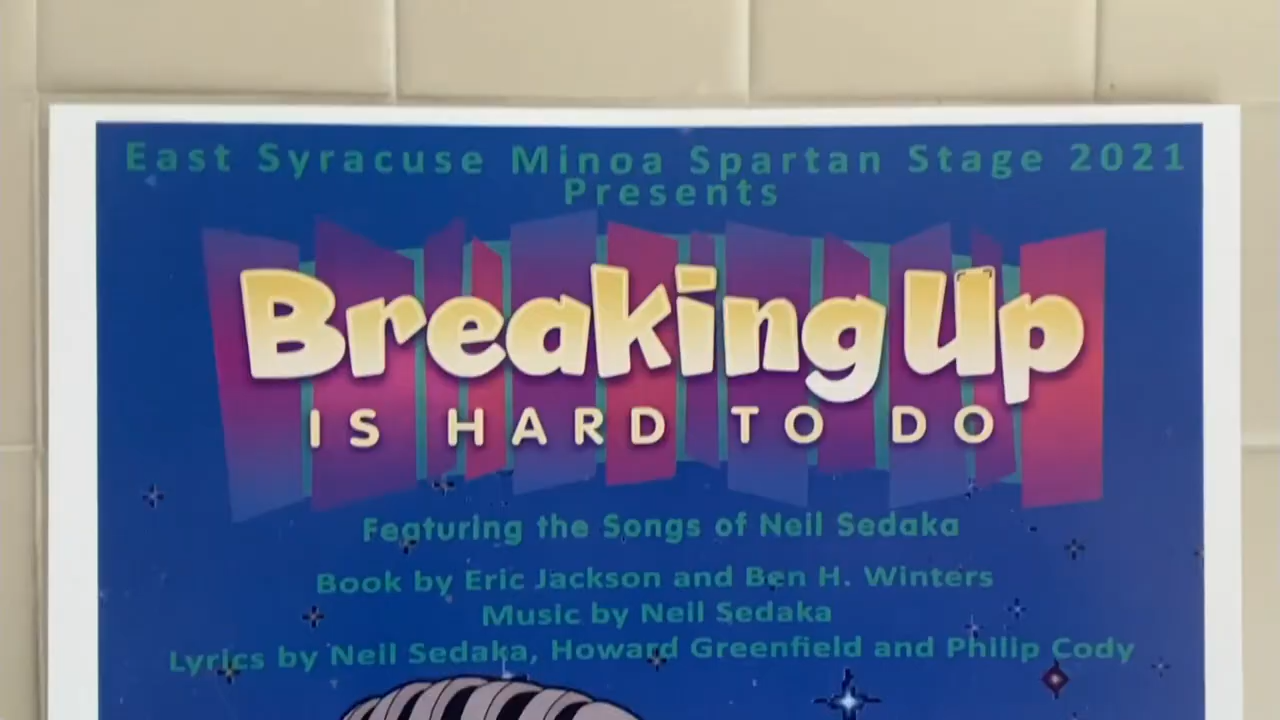 East Syracuse Minoa Spartan Stage 2021
Presents
Breaking Up
IS HARD TO DO
Featuring the Songs of Neil Sedaka
Book by Eric Jackson and Ben H. Winters
Music by Neil Sedaka
Lyrics by Neil Sedaka, Howard Greenfield and Philip Cody